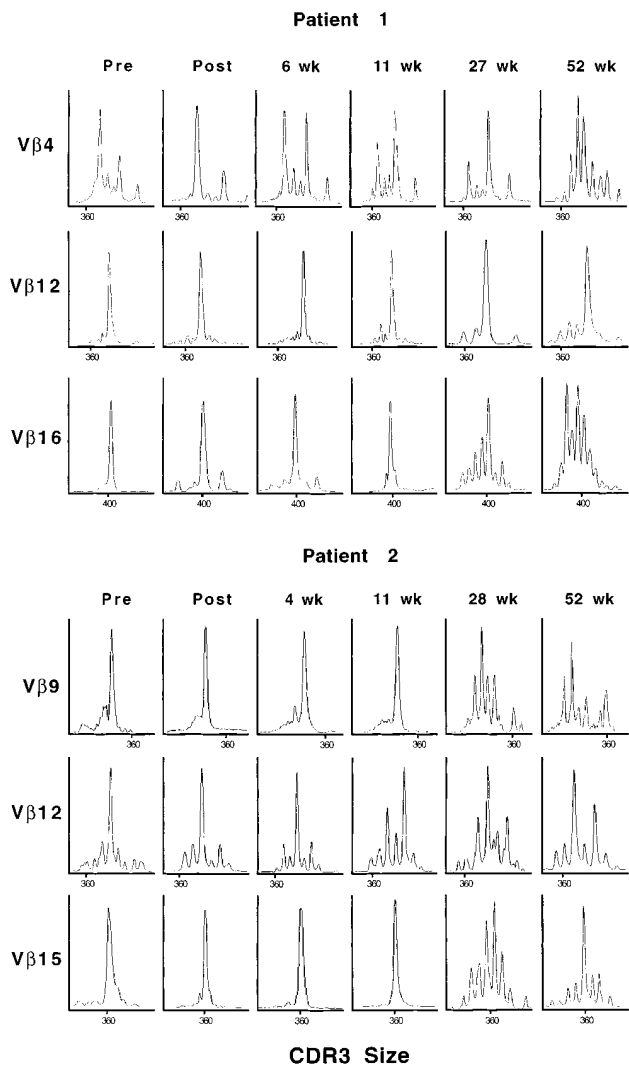 Patient 1
Pre Post 6 wk 11 wk 27 wk 52 wk
Vβ4
360 360 360 360 360 360
Vβ12
360 360 360 360 360 360
Vβ16
400 400 400 400 400 400
Patient 2
Pre Post 4 wk 11 wk 28 wk 52 wk
Vβ9
360 360 360 360 360 360
Vβ12
360 360 360 360 360 360
Vβ15
360 360 360 360 360 360
CDR3 Size